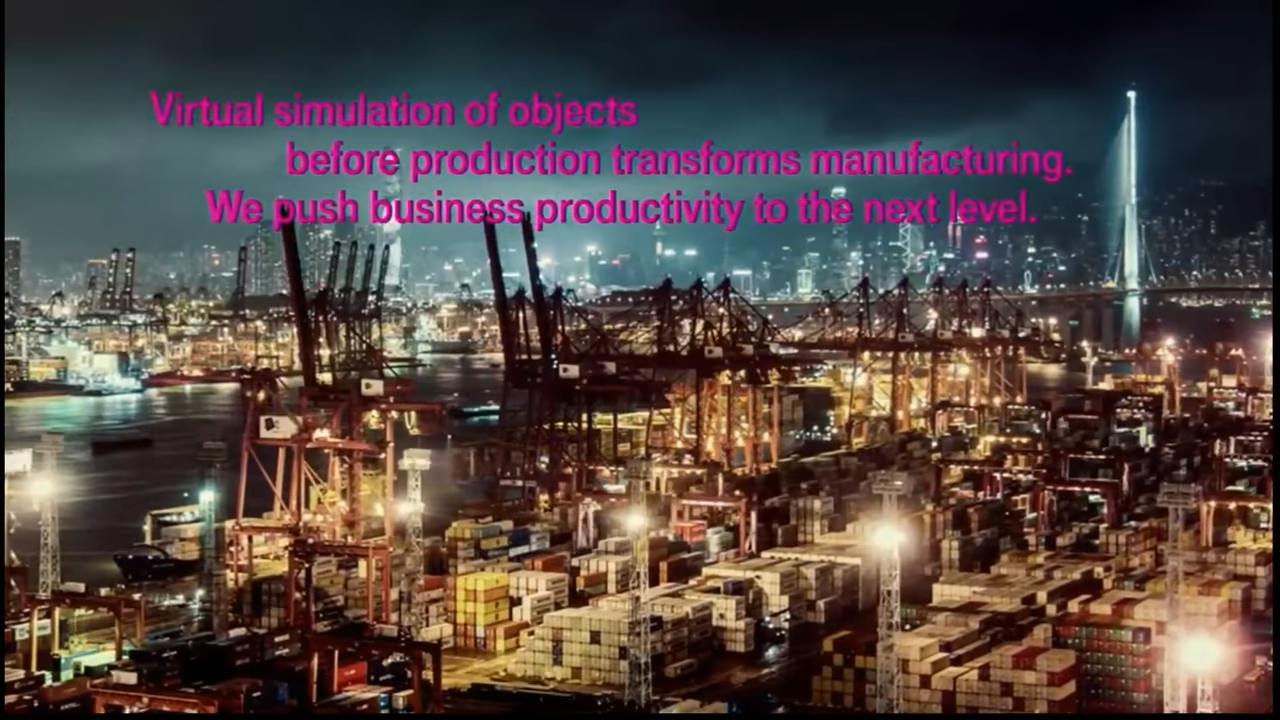 Virtual simulation of objects
before production transforms manufacturing.
We push business productivity to the next level.